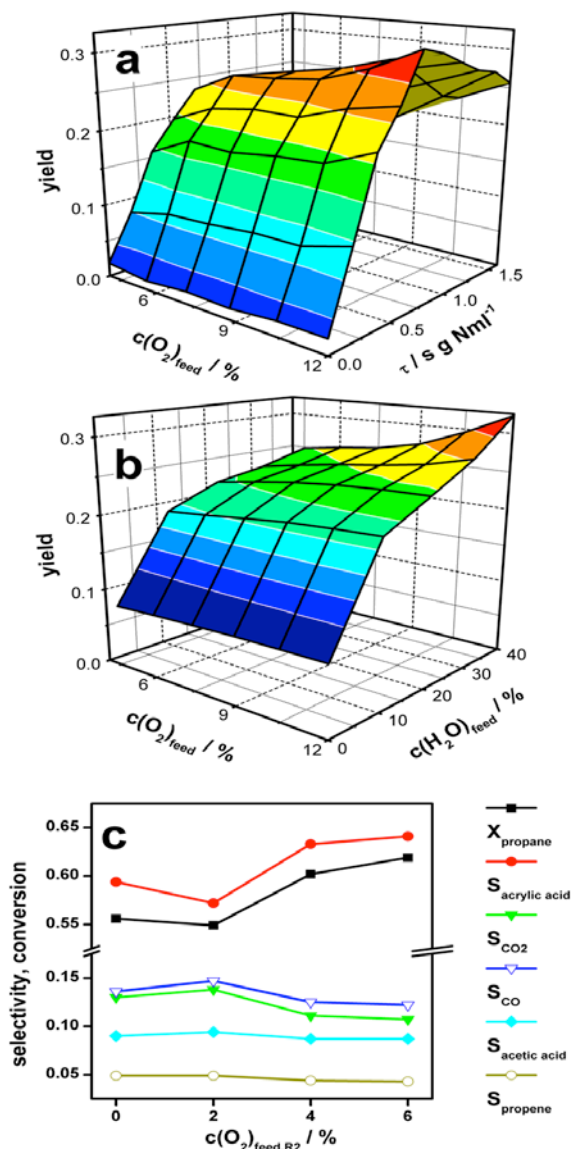 a
0.3
0.2
0.1
0.0
yield
6
9
12
c(O2)feed / %
0.0
0.5
1.0
1.5
τ / s g Nml⁻¹
b
0.3
0.2
0.1
0.0
yield
6
9
12
c(O2)feed / %
0
10
20
30
40
c(H2O)feed / %
c
0.65
0.60
0.55
0.15
0.10
0.05
selectivity, conversion
0
2
4
6
c(O2)feed R2 / %
Xpropane
Sacrylic acid
SCO2
SCO
Sacetic acid
Spropene